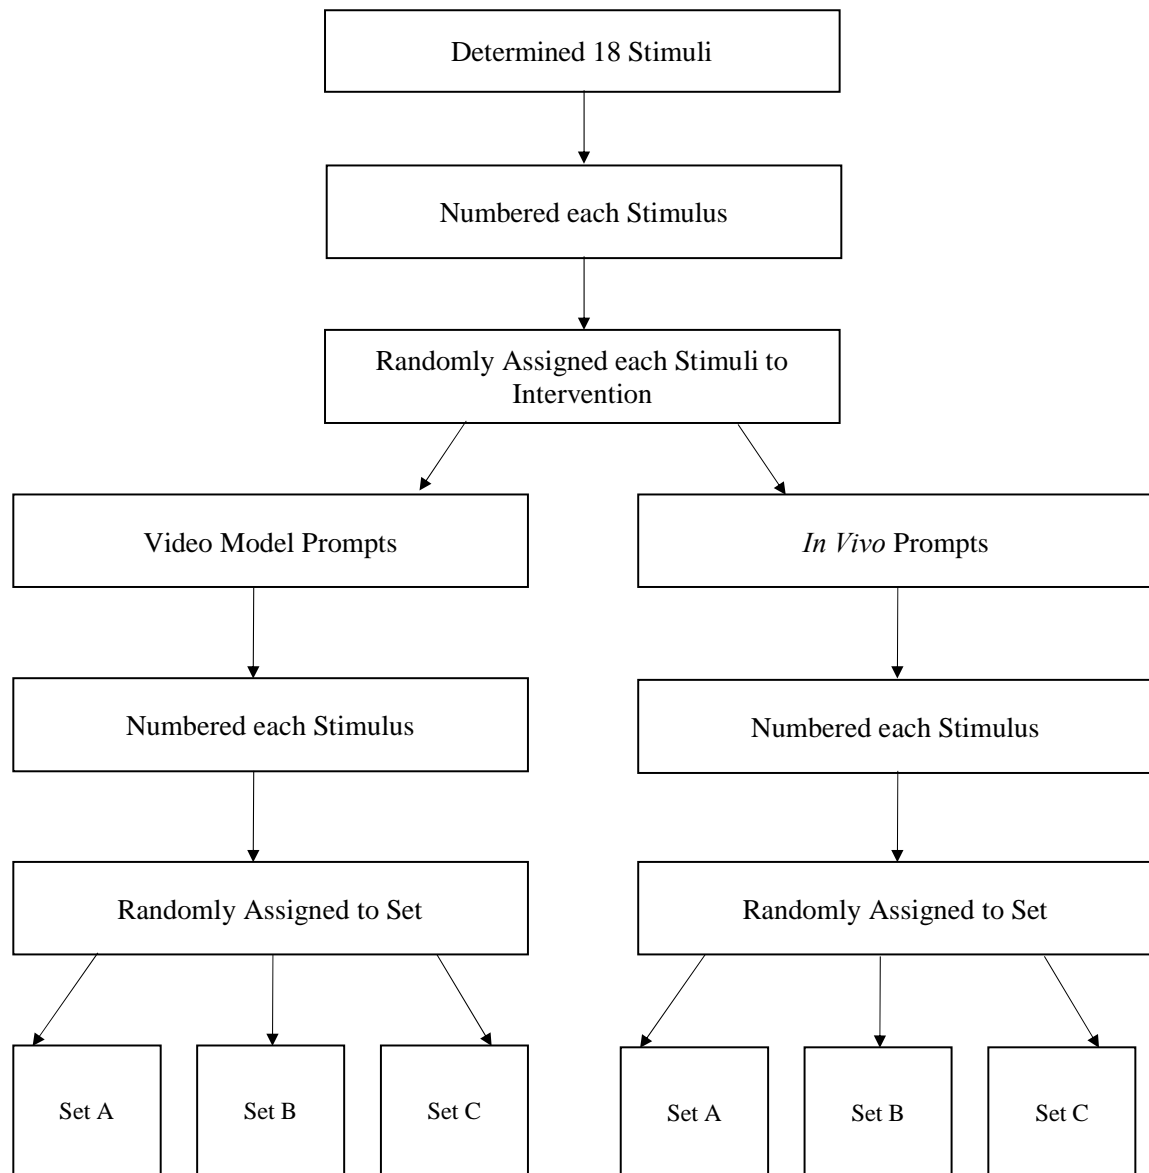 Determined 18 Stimuli
Numbered each Stimulus
Randomly Assigned each Stimuli to
Intervention
Video Model Prompts
In Vivo Prompts
Numbered each Stimulus
Numbered each Stimulus
Randomly Assigned to Set
Randomly Assigned to Set
Set A
Set B
Set C
Set A
Set B
Set C